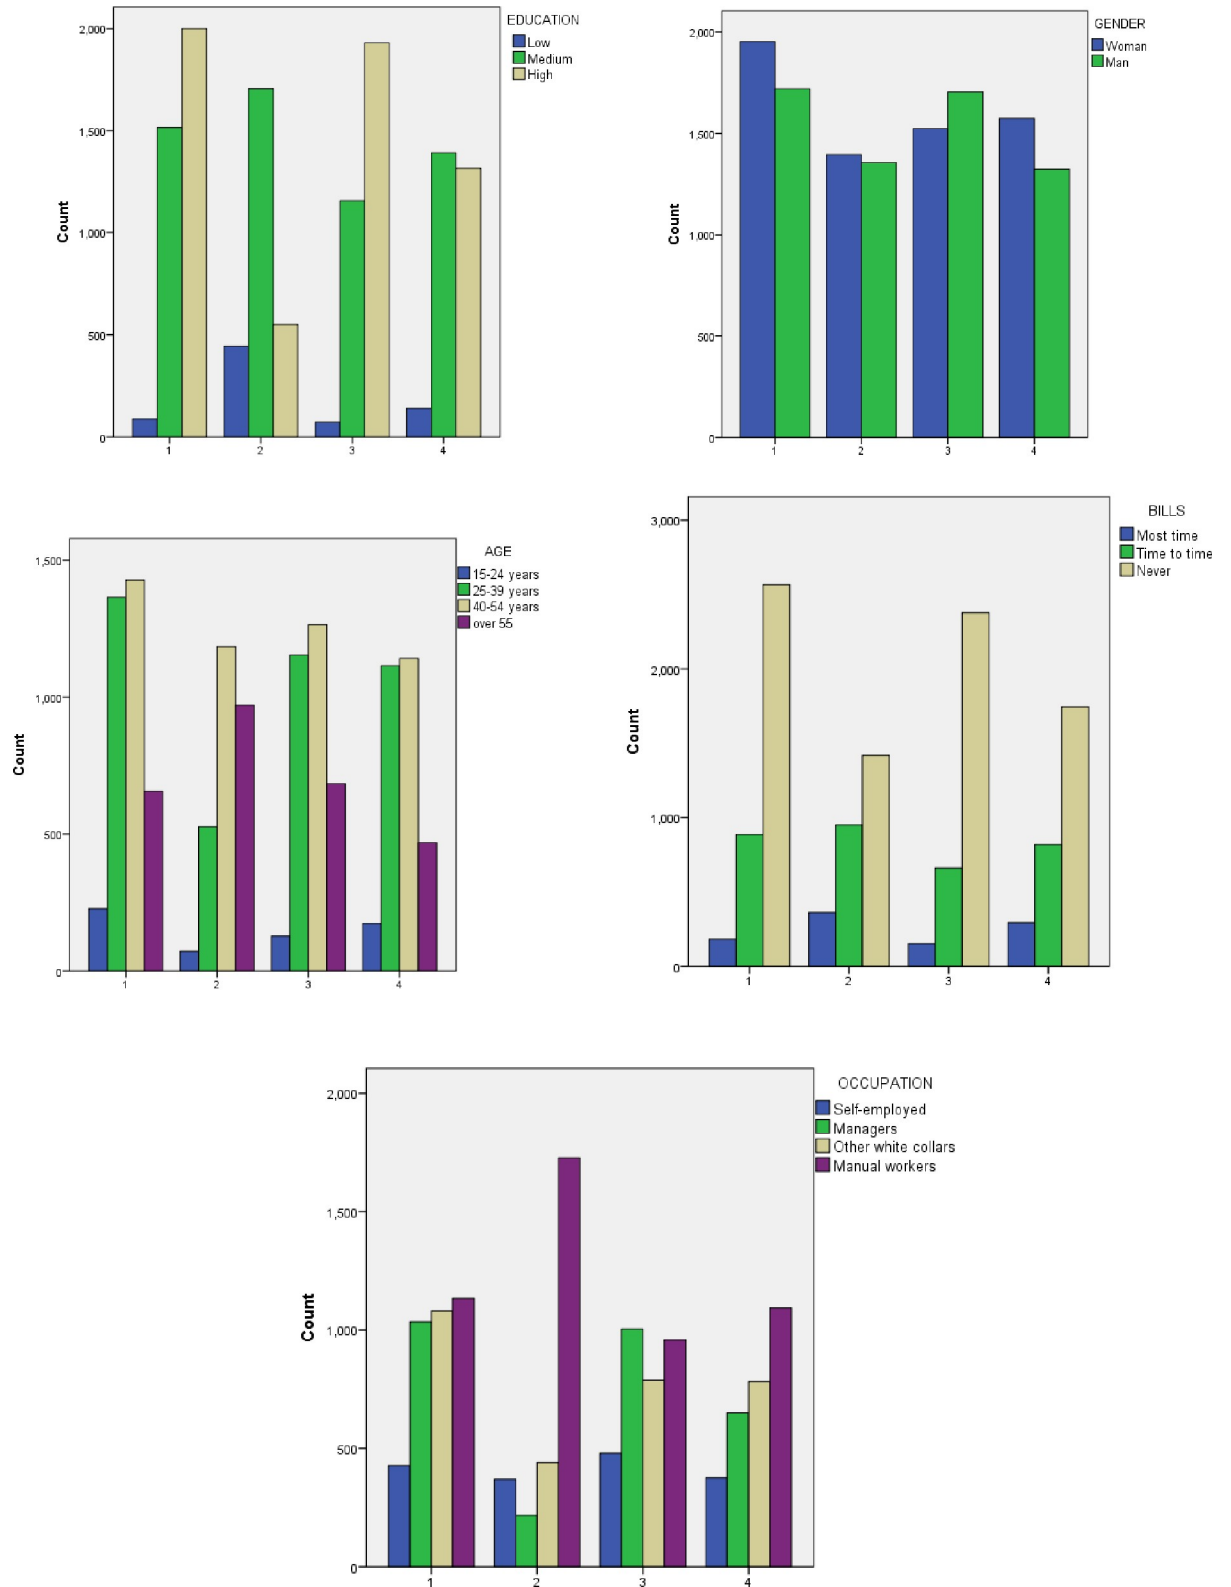 EDUCATION
Low
Medium
High
2,000
1,500
1,000
500
0
Count
1 2 3 4
GENDER
Woman
Man
2,000
1,500
1,000
500
0
Count
1 2 3 4
AGE
15-24 years
25-39 years
40-54 years
over 55
1,500
1,000
500
0
Count
1 2 3 4
BILLS
Most time
Time to time
Never
3,000
2,000
1,000
0
Count
1 2 3 4
OCCUPATION
Self-employed
Managers
Other white collars
Manual workers
2,000
1,500
1,000
500
0
Count
1 2 3 4